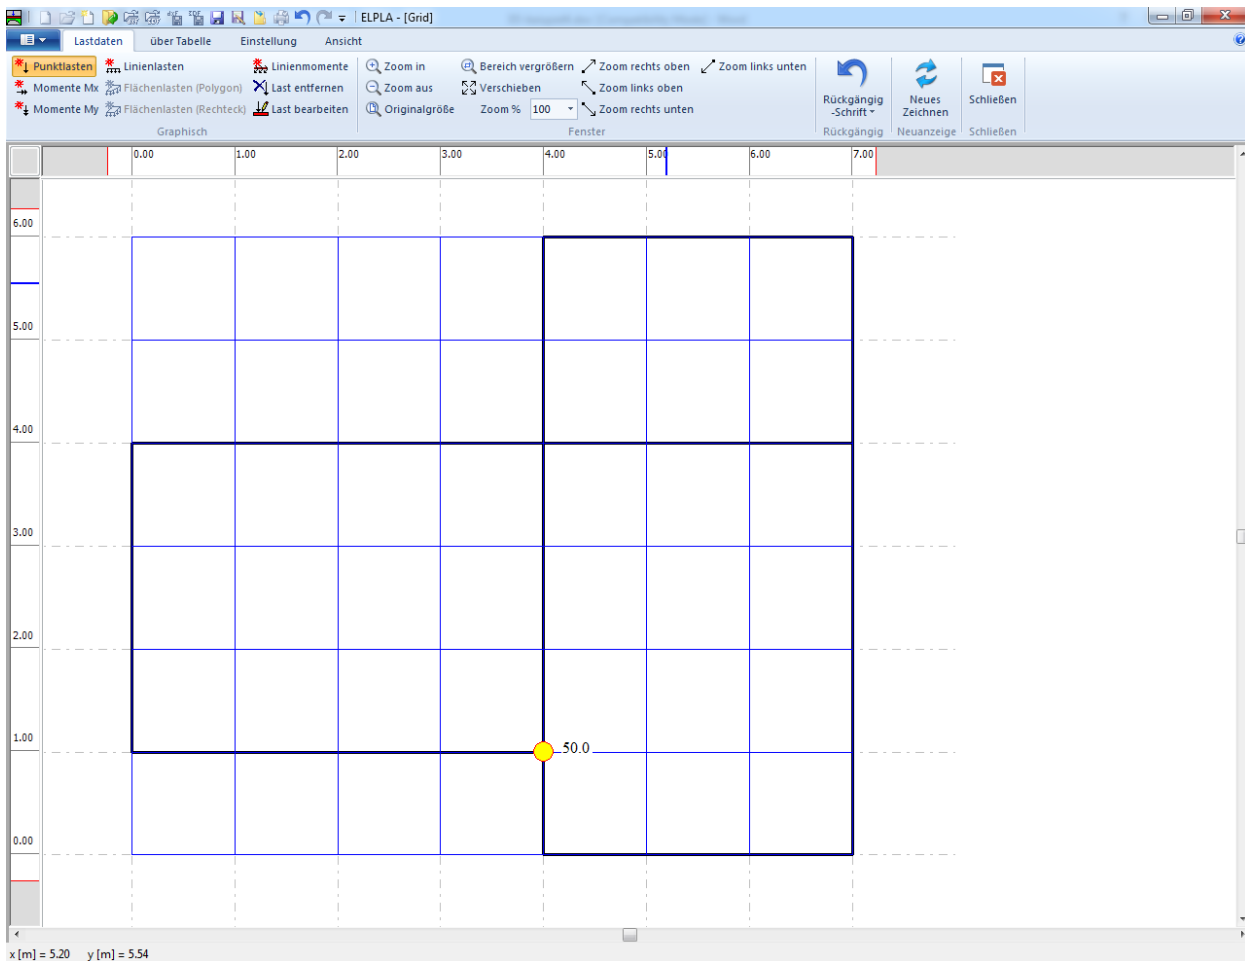 ELPLA - [Grid]
Lastdaten über Tabelle Einstellung Ansicht
Punktlasten Linienlasten Linienmomente Zoom in Bereich vergrößern Zoom rechts oben Zoom links unten
Momente Mx Flächenlasten (Polygon) Last entfernen Zoom aus Verschieben Zoom links oben
Momente My Flächenlasten (Rechteck) Last bearbeiten Originalgröße Zoom % 100 Zoom rechts unten
Rückgängig
-Schrift
Neues
Zeichnen
Schließen
Graphisch Fenster Rückgängig Neuanzeige Schließen
0.00 1.00 2.00 3.00 4.00 5.00 6.00 7.00
6.00
5.00
4.00
3.00
2.00
1.00
50.0
0.00
x [m] = 5.20 y [m] = 5.54